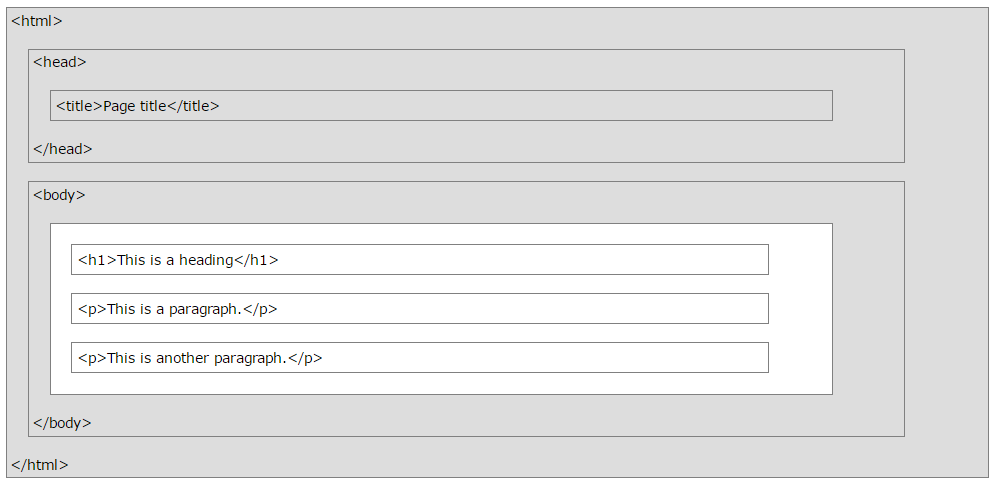 <html>
<head>
<title>Page title</title>
</head>
<body>
<h1>This is a heading</h1>
<p>This is a paragraph.</p>
<p>This is another paragraph.</p>
</body>
</html>